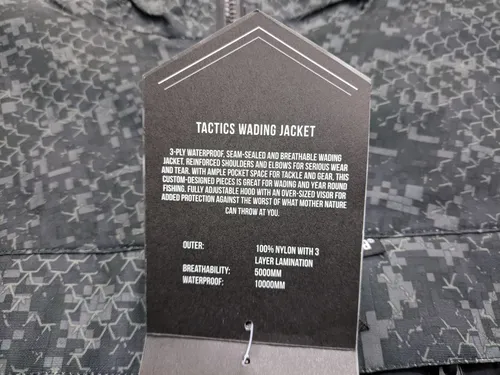 TACTICS WADING JACKET
3-PLY WATERPROOF, SEAM-SEALED AND BREATHABLE WADING
JACKET. REINFORCED SHOULDERS AND ELBOWS FOR SERIOUS WEAR
AND TEAR. WITH AMPLE POCKET SPACE FOR TACKLE AND GEAR, THIS
CUSTOM-DESIGNED PIECES IS GREAT FOR WADING AND YEAR ROUND
FISHING. FULLY ADJUSTABLE HOOD WITH AN OVER-SIZED VISOR FOR
ADDED PROTECTION AGAINST THE WORST OF WHAT MOTHER NATURE
CAN THROW AT YOU.
OUTER: 100% NYLON WITH 3
LAYER LAMINATION
BREATHABILITY: 5000MM
WATERPROOF: 10000MM